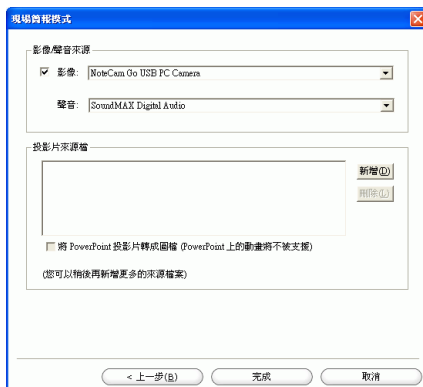 現場簡報模式
影像/聲音來源
影像: NoteCam Go USB PC Camera
聲音: SoundMAX Digital Audio
投影片來源檔
新增(D)
刪除(L)
將 PowerPoint 投影片轉成圖檔 (PowerPoint 上的動畫將不被支援)
(您可以稍後再新增更多的來源檔案)
< 上一步(B) 完成 取消